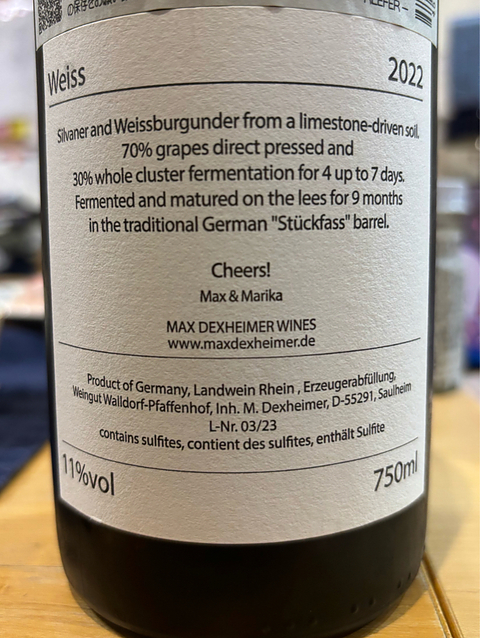 Weiss 2022
Silvaner and Weissburgunder from a limestone-driven soil.
70% grapes direct pressed and
30% whole cluster fermentation for 4 up to 7 days.
Fermented and matured on the lees for 9 months
in the traditional German "Stückfass" barrel.
Cheers!
Max & Marika
MAX DEXHEIMER WINES
www.maxdexheimer.de
Product of Germany, Landwein Rhein , Erzeugerabfüllung,
Weingut Walldorf-Pfaffenhof, Inh. M. Dexheimer, D-55291, Saulheim
L-Nr. 03/23
contains sulfites, contient des sulfites, enthält Sulfite
11%vol 750ml